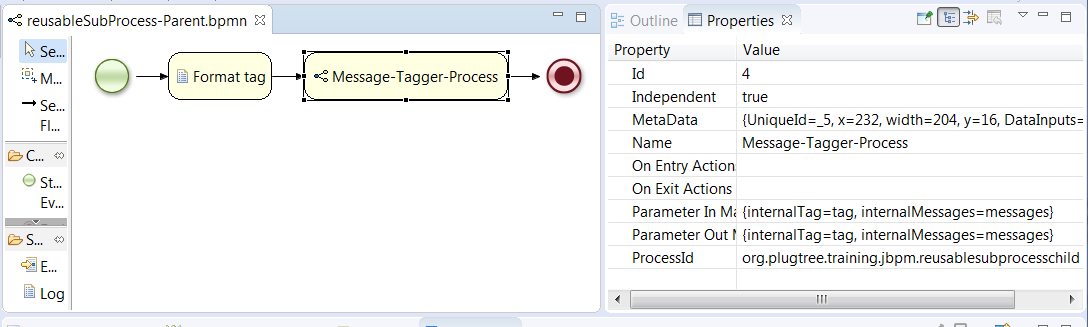 reusableSubProcess-Parent.bpmn
Se...
M...
Se...
Fl...
C...
St...
Ev...
S...
E...
Log
Format tag
Message-Tagger-Process
Outline Properties
Property Value
Id 4
Independent true
MetaData {UniqueId=_5, x=232, width=204, y=16, DataInputs=
Name Message-Tagger-Process
On Entry Action
On Exit Actions
Parameter In Ma {internalTag=tag, internalMessages=messages}
Parameter Out M {internalTag=tag, internalMessages=messages}
ProcessId org.plugtree.training.jbpm.reusablesubprocesschild